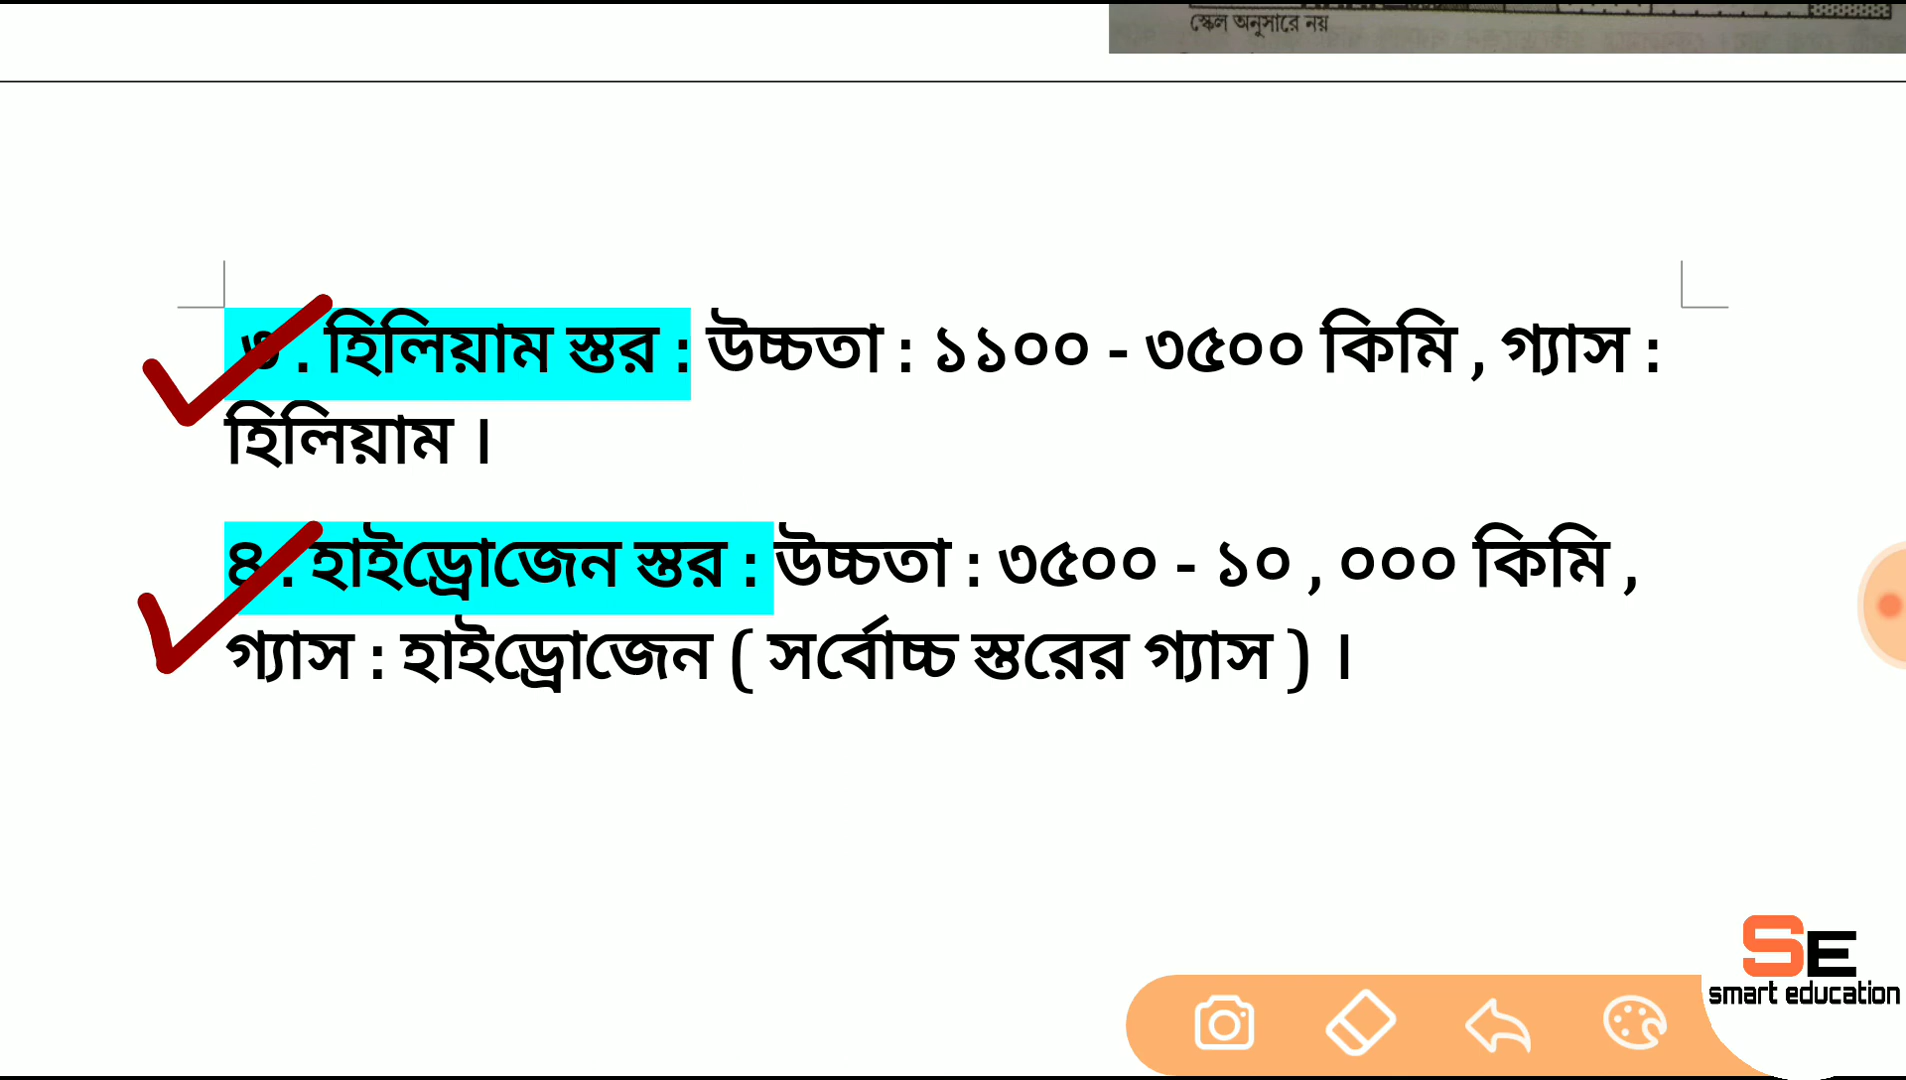 স্কেল অনুসারে নয়
৩ . হিলিয়াম স্তর : উচ্চতা : ১১০০ - ৩৫০০ কিমি , গ্যাস :
হিলিয়াম ।
৪ . হাইড্রোজেন স্তর : উচ্চতা : ৩৫০০ - ১০ , ০০০ কিমি ,
গ্যাস : হাইড্রোজেন ( সর্বোচ্চ স্তরের গ্যাস ) ।
SE
smart education